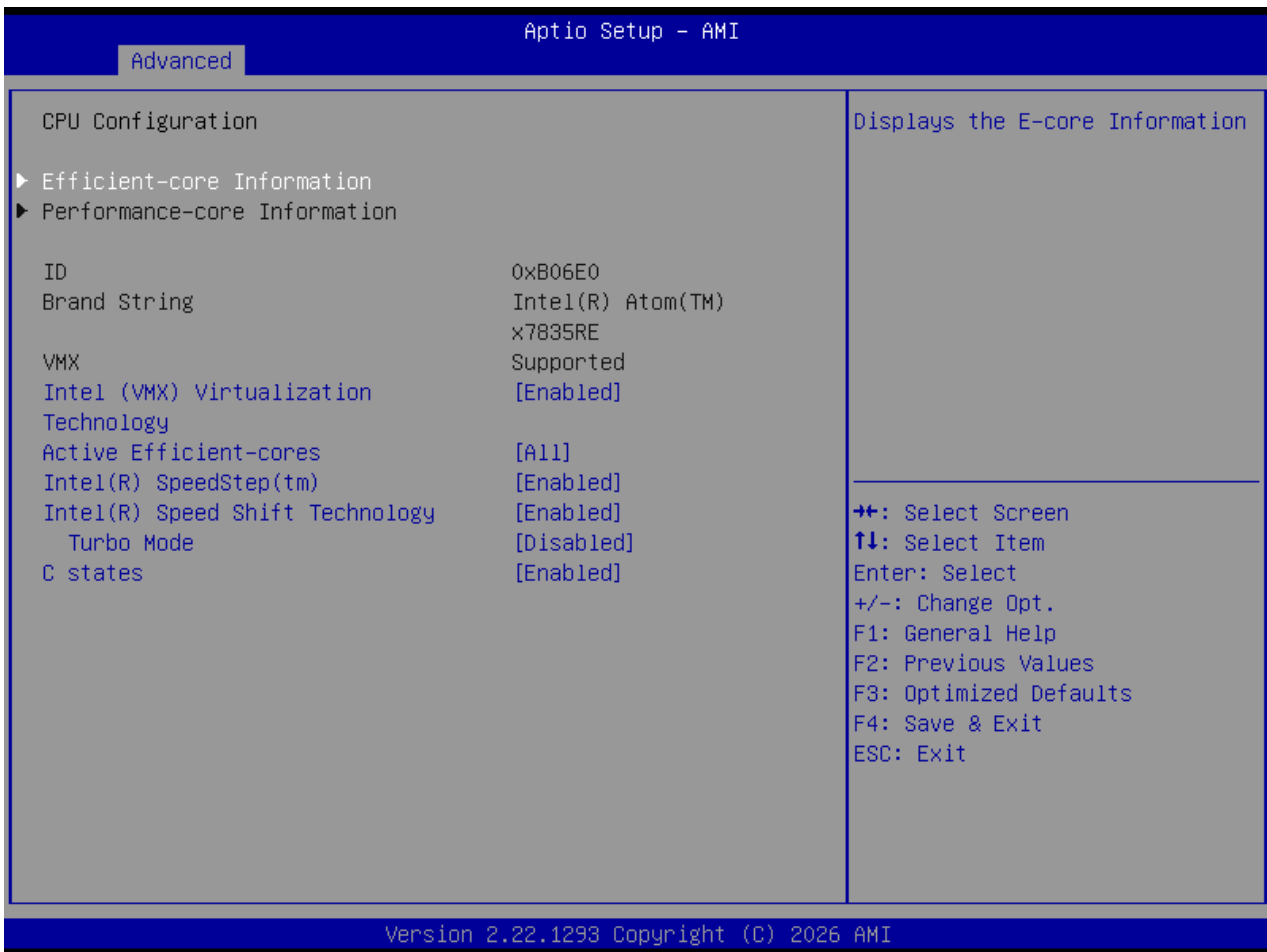 Aptio Setup – AMI
Advanced
CPU Configuration
Efficient-core Information
Performance-core Information
ID 0xB06E0
Brand String Intel(R) Atom(TM)
x7835RE
VMX Supported
Intel (VMX) Virtualization [Enabled]
Technology
Active Efficient-cores [All]
Intel(R) SpeedStep(tm) [Enabled]
Intel(R) Speed Shift Technology [Enabled]
Turbo Mode [Disabled]
C states [Enabled]
Displays the E-core Information
→←: Select Screen
↑↓: Select Item
Enter: Select
+/-: Change Opt.
F1: General Help
F2: Previous Values
F3: Optimized Defaults
F4: Save & Exit
ESC: Exit
Version 2.22.1293 Copyright (C) 2026 AMI